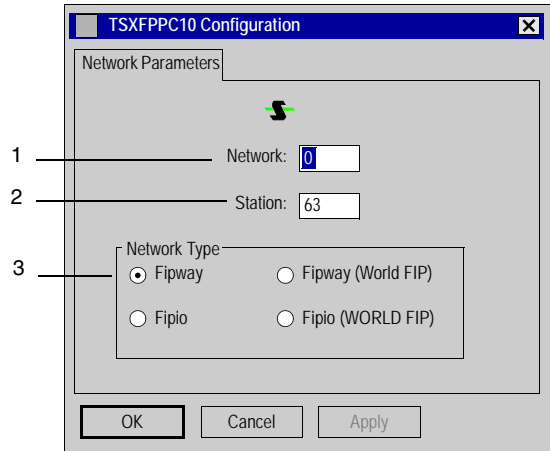 TSXFPPC10 Configuration
Network Parameters
1 Network: 0
2 Station: 63
3 Network Type
Fipway Fipway (World FIP)
Fipio Fipio (WORLD FIP)
OK Cancel Apply